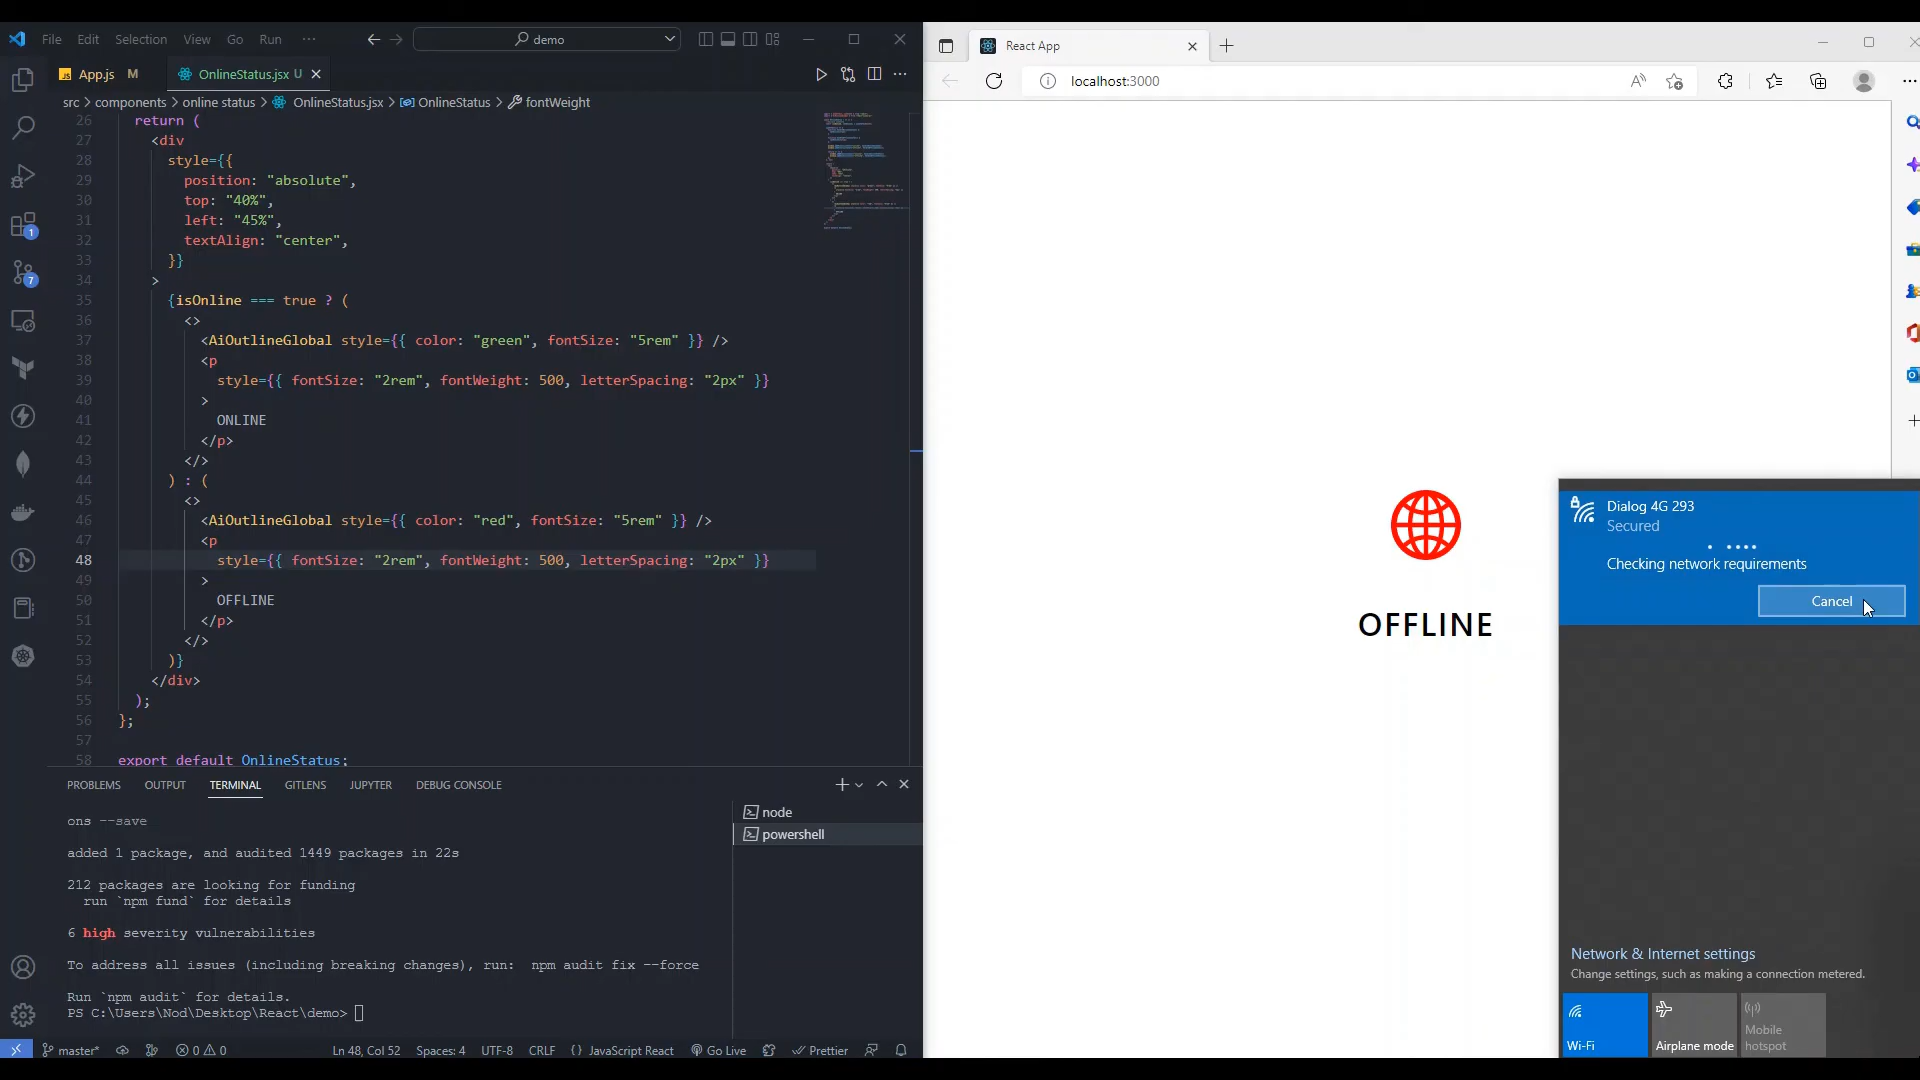 File Edit Selection View Go Run ··· demo
App.js M OnlineStatus.jsx U
src > components > online status > OnlineStatus.jsx > OnlineStatus > fontWeight
26 return (
27 <div
28 style={{
29 position: "absolute",
30 top: "40%",
31 left: "45%",
32 textAlign: "center",
33 }}
34 >
35 {isOnline === true ? (
36 <>
37 <AiOutlineGlobal style={{ color: "green", fontSize: "5rem" }} />
38 <p
39 style={{ fontSize: "2rem", fontWeight: 500, letterSpacing: "2px" }}
40 >
41 ONLINE
42 </p>
43 </>
44 ) : (
45 <>
46 <AiOutlineGlobal style={{ color: "red", fontSize: "5rem" }} />
47 <p
48 style={{ fontSize: "2rem", fontWeight: 500, letterSpacing: "2px" }}
49 >
50 OFFLINE
51 </p>
52 </>
53 )}
54 </div>
55 );
56 };
57
58 export default OnlineStatus;
1
7
PROBLEMS OUTPUT TERMINAL GITLENS JUPYTER DEBUG CONSOLE
ons --save
added 1 package, and audited 1449 packages in 22s
212 packages are looking for funding
run `npm fund` for details
6 high severity vulnerabilities
To address all issues (including breaking changes), run: npm audit fix --force
Run `npm audit` for details.
PS C:\Users\Nod\Desktop\React\demo>
node
powershell
master* 0 0 Ln 48, Col 52 Spaces: 4 UTF-8 CRLF {} JavaScript React Go Live Prettier
React App
localhost:3000
OFFLINE
Dialog 4G 293
Secured
Checking network requirements
Cancel
Network & Internet settings
Change settings, such as making a connection metered.
Wi-Fi
Airplane mode
Mobile
hotspot